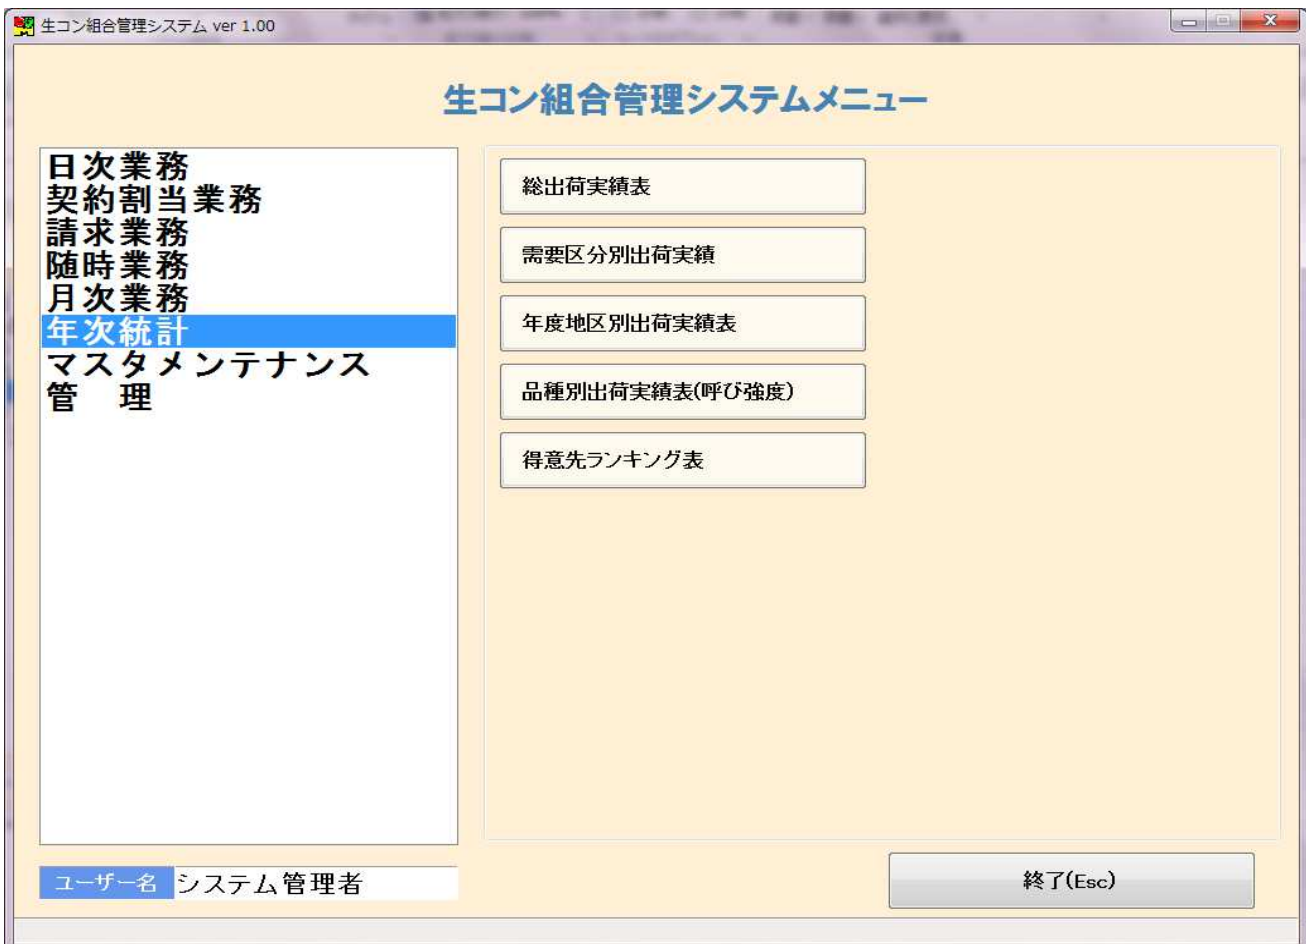 生コン組合管理システム ver 1.00
生コン組合管理システムメニュー
日次業務
契約割当業務
請求業務
随時業務
月次業務
年次統計
マスタメンテナンス
管　理
総出荷実績表
需要区分別出荷実績
年度地区別出荷実績表
品種別出荷実績表(呼び強度)
得意先ランキング表
ユーザー名 システム管理者
終了(Esc)